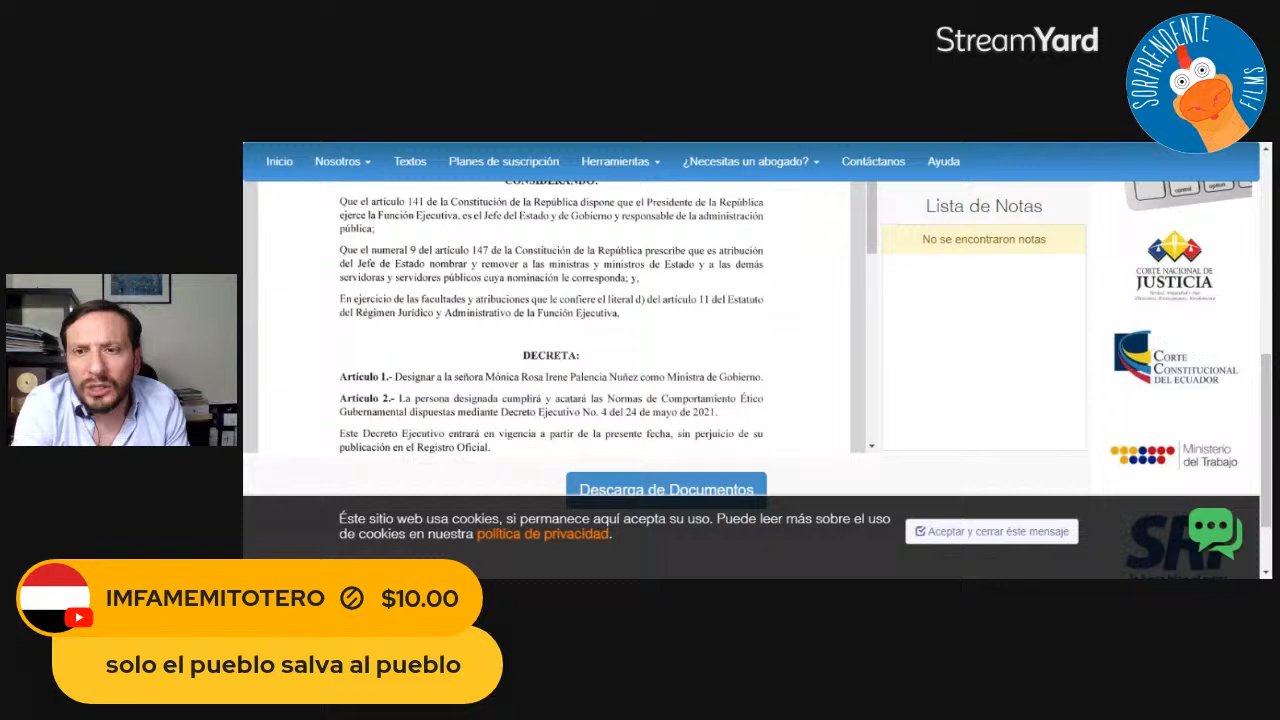 StreamYard
SORPRENDENTE
FILMS
Inicio Nosotros Textos Planes de suscripción Herramientas ¿Necesitas un abogado? Contáctanos Ayuda
CONSIDERANDO:
Que el artículo 141 de la Constitución de la República dispone que el Presidente de la República
ejerce la Función Ejecutiva, es el Jefe del Estado y de Gobierno y responsable de la administración
pública;
Que el numeral 9 del artículo 147 de la Constitución de la República prescribe que es atribución
del Jefe de Estado nombrar y remover a las ministras y ministros de Estado y a las demás
servidoras y servidores públicos cuya nominación le corresponda; y,
En ejercicio de las facultades y atribuciones que le confiere el literal d) del artículo 11 del Estatuto
del Régimen Jurídico y Administrativo de la Función Ejecutiva,
DECRETA:
Artículo 1.- Designar a la señora Mónica Rosa Irene Palencia Nuñez como Ministra de Gobierno.
Artículo 2.- La persona designada cumplirá y acatará las Normas de Comportamiento Ético
Gubernamental dispuestas mediante Decreto Ejecutivo No. 4 del 24 de mayo de 2021.
Este Decreto Ejecutivo entrará en vigencia a partir de la presente fecha, sin perjuicio de su
publicación en el Registro Oficial.
Lista de Notas
No se encontraron notas
control option
CORTE NACIONAL DE
JUSTICIA
CORTE
CONSTITUCIONAL
DEL ECUADOR
Ministerio
del Trabajo
SRI
Descarga de Documentos
Éste sitio web usa cookies, si permanece aquí acepta su uso. Puede leer más sobre el uso
de cookies en nuestra política de privacidad.
Aceptar y cerrar éste mensaje
IMFAMEMITOTERO $10.00
solo el pueblo salva al pueblo